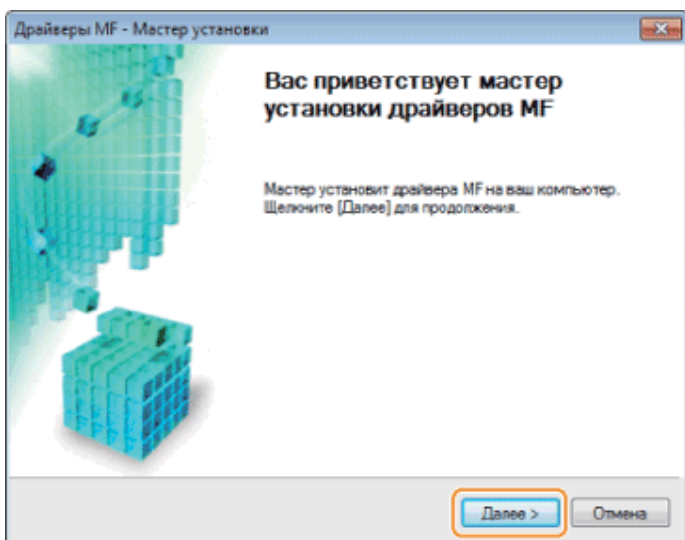 Драйверы MF - Мастер установки
Вас приветствует мастер
установки драйверов MF
Мастер установит драйвера MF на ваш компьютер.
Щелкните [Далее] для продолжения.
Далее >
Отмена